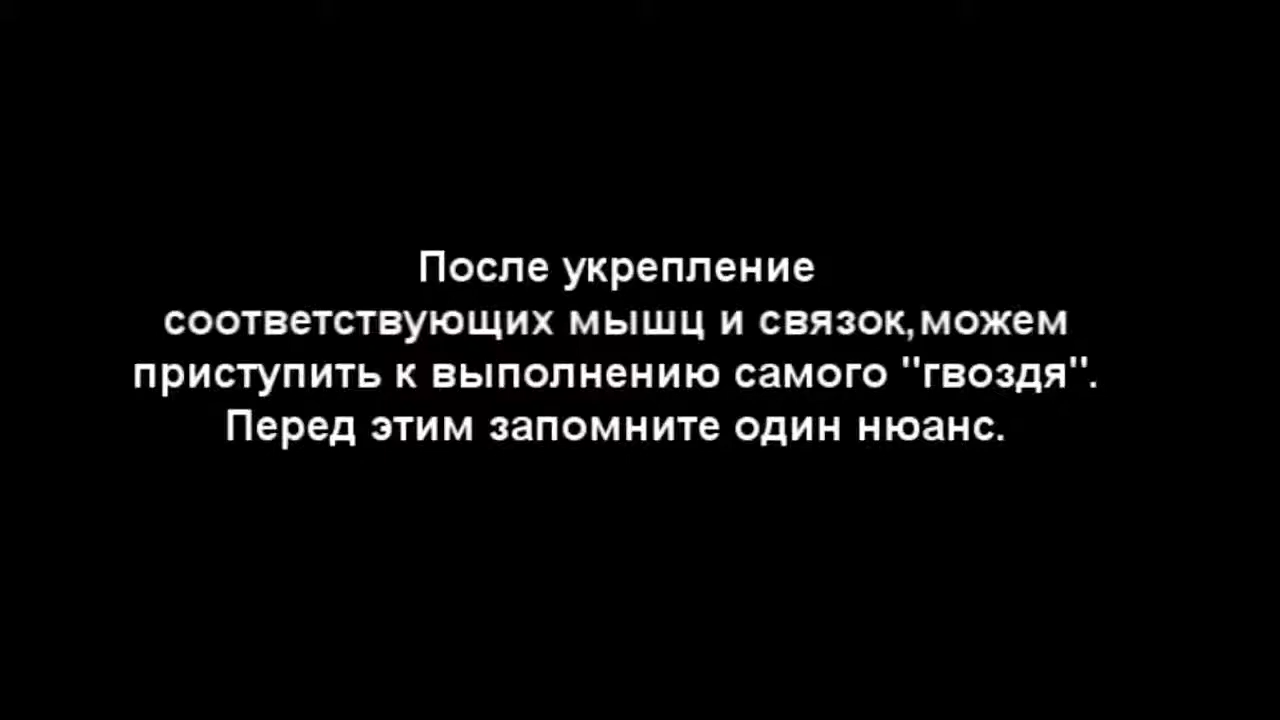 После укрепление
соответствующих мышц и связок,можем
приступить к выполнению самого "гвоздя".
Перед этим запомните один нюанс.